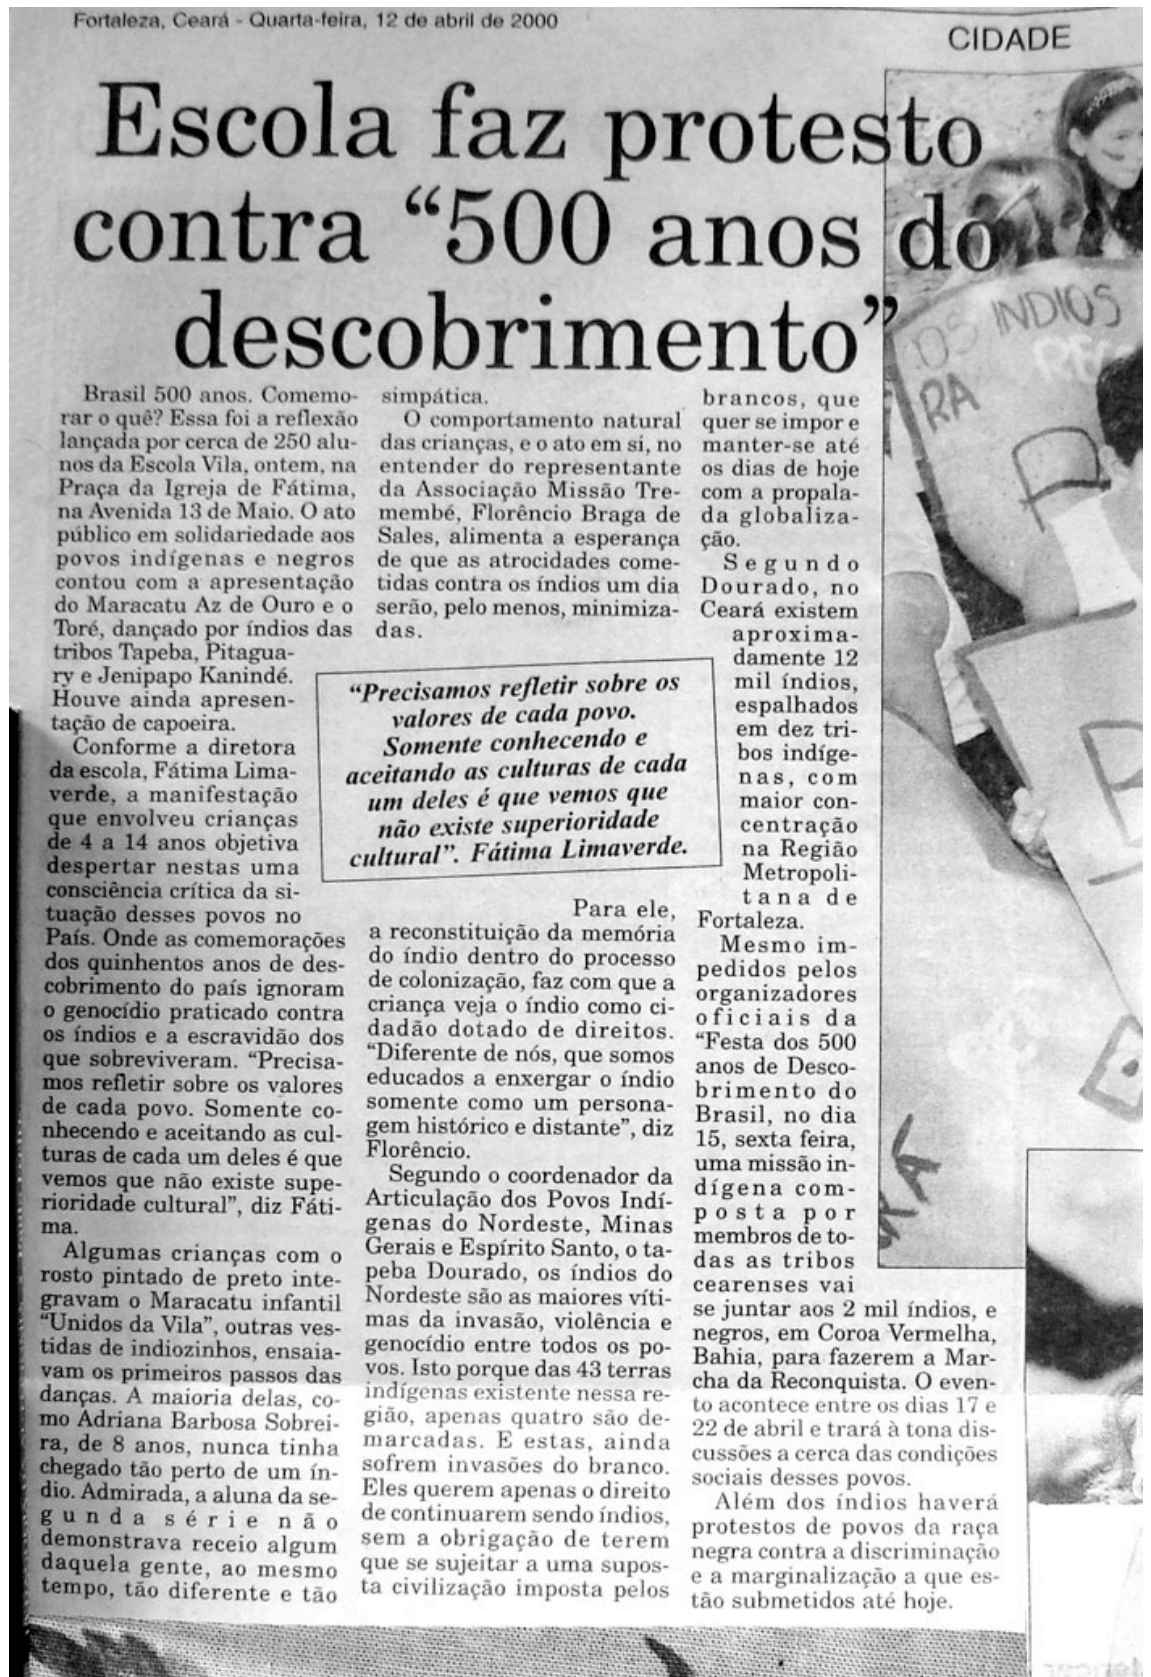 Fortaleza, Ceará - Quarta-feira, 12 de abril de 2000
CIDADE
Escola faz protesto
contra “500 anos do
descobrimento”
Brasil 500 anos. Comemo-
rar o quê? Essa foi a reflexão
lançada por cerca de 250 alu-
nos da Escola Vila, ontem, na
Praça da Igreja de Fátima,
na Avenida 13 de Maio. O ato
público em solidariedade aos
povos indígenas e negros
contou com a apresentação
do Maracatu Az de Ouro e o
Toré, dançado por índios das
tribos Tapeba, Pitagua-
ry e Jenipapo Kanindé.
Houve ainda apresen-
tação de capoeira.
Conforme a diretora
da escola, Fátima Lima-
verde, a manifestação
que envolveu crianças
de 4 a 14 anos objetiva
despertar nestas uma
consciência crítica da si-
tuação desses povos no
País. Onde as comemorações
dos quinhentos anos de des-
cobrimento do país ignoram
o genocídio praticado contra
os índios e a escravidão dos
que sobreviveram. “Precisa-
mos refletir sobre os valores
de cada povo. Somente co-
nhecendo e aceitando as cul-
turas de cada um deles é que
vemos que não existe supe-
rioridade cultural”, diz Fáti-
ma.
Algumas crianças com o
rosto pintado de preto inte-
gravam o Maracatu infantil
“Unidos da Vila”, outras ves-
tidas de indiozinhos, ensaia-
vam os primeiros passos das
danças. A maioria delas, co-
mo Adriana Barbosa Sobrei-
ra, de 8 anos, nunca tinha
chegado tão perto de um ín-
dio. Admirada, a aluna da se-
gunda série não
demonstrava receio algum
daquela gente, ao mesmo
tempo, tão diferente e tão
simpática.
O comportamento natural
das crianças, e o ato em si, no
entender do representante
da Associação Missão Tre-
membé, Florêncio Braga de
Sales, alimenta a esperança
de que as atrocidades come-
tidas contra os índios um dia
serão, pelo menos, minimiza-
das.
“Precisamos refletir sobre os
valores de cada povo.
Somente conhecendo e
aceitando as culturas de cada
um deles é que vemos que
não existe superioridade
cultural”. Fátima Limaverde.
Para ele,
a reconstituição da memória
do índio dentro do processo
de colonização, faz com que a
criança veja o índio como ci-
dadão dotado de direitos.
“Diferente de nós, que somos
educados a enxergar o índio
somente como um persona-
gem histórico e distante”, diz
Florêncio.
Segundo o coordenador da
Articulação dos Povos Indí-
genas do Nordeste, Minas
Gerais e Espírito Santo, o ta-
peba Dourado, os índios do
Nordeste são as maiores víti-
mas da invasão, violência e
genocídio entre todos os po-
vos. Isto porque das 43 terras
indígenas existente nessa re-
gião, apenas quatro são de-
marcadas. E estas, ainda
sofrem invasões do branco.
Eles querem apenas o direito
de continuarem sendo índios,
sem a obrigação de terem
que se sujeitar a uma supos-
ta civilização imposta pelos
brancos, que
quer se impor e
manter-se até
os dias de hoje
com a propala-
da globaliza-
ção.
Segundo
Dourado, no
Ceará existem
aproxima-
damente 12
mil índios,
espalhados
em dez tri-
bos indíge-
nas, com
maior con-
centração
na Região
Metropoli-
tana de
Fortaleza.
Mesmo im-
pedidos pelos
organizadores
oficiais da
“Festa dos 500
anos de Desco-
brimento do
Brasil, no dia
15, sexta feira,
uma missão in-
dígena com-
posta por
membros de to-
das as tribos
cearenses vai
se juntar aos 2 mil índios, e
negros, em Coroa Vermelha,
Bahia, para fazerem a Mar-
cha da Reconquista. O even-
to acontece entre os dias 17 e
22 de abril e trará à tona dis-
cussões a cerca das condições
sociais desses povos.
Além dos índios haverá
protestos de povos da raça
negra contra a discriminação
e a marginalização a que es-
tão submetidos até hoje.
OS INDIOS
RA